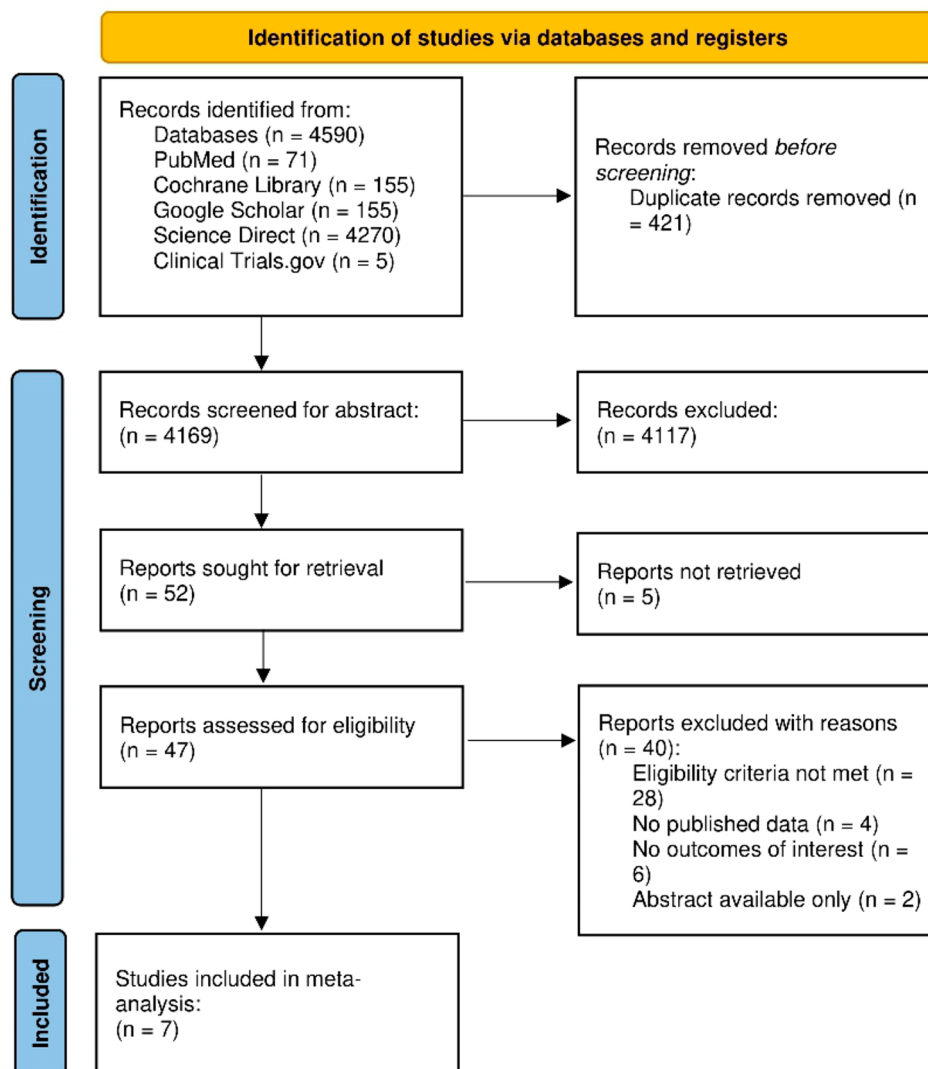 Identification of studies via databases and registers
Identification
Records identified from:
Databases (n = 4590)
PubMed (n = 71)
Cochrane Library (n = 155)
Google Scholar (n = 155)
Science Direct (n = 4270)
Clinical Trials.gov (n = 5)
Records removed before
screening:
Duplicate records removed (n
= 421)
Screening
Records screened for abstract:
(n = 4169)
Records excluded:
(n = 4117)
Reports sought for retrieval
(n = 52)
Reports not retrieved
(n = 5)
Reports assessed for eligibility
(n = 47)
Reports excluded with reasons
(n = 40):
Eligibility criteria not met (n =
28)
No published data (n = 4)
No outcomes of interest (n =
6)
Abstract available only (n = 2)
Included
Studies included in meta-
analysis:
(n = 7)